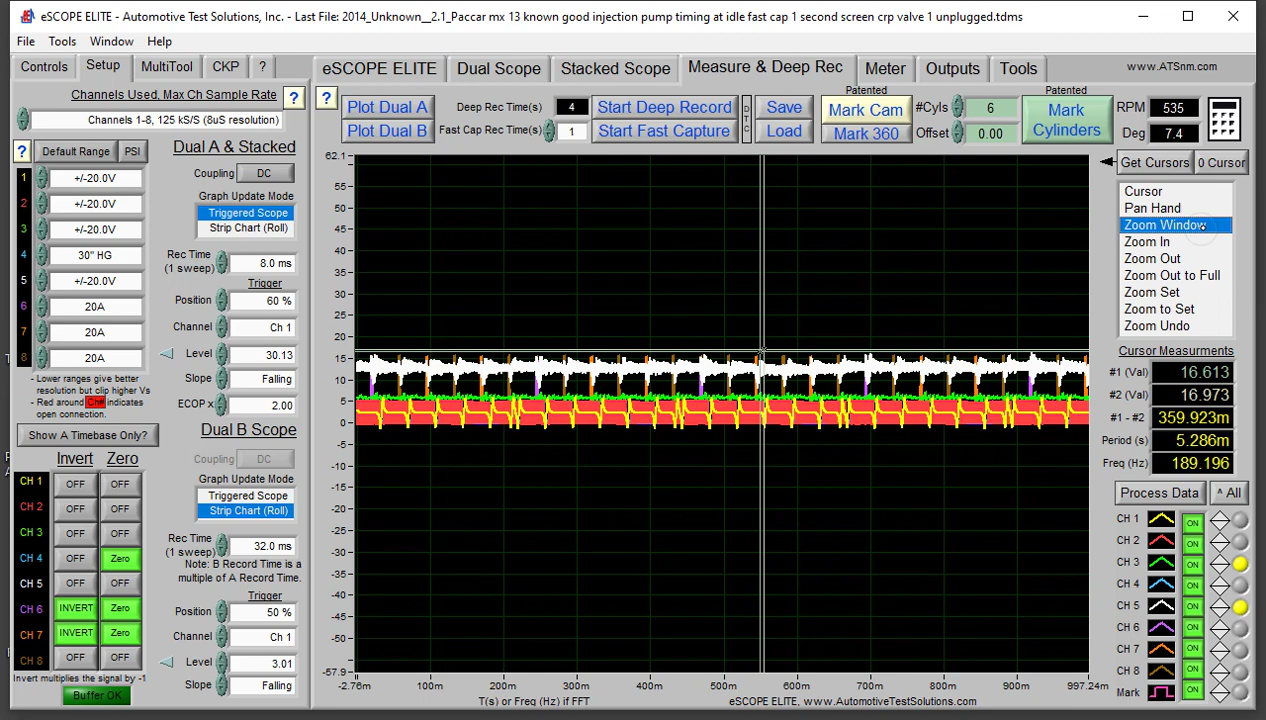 eSCOPE ELITE - Automotive Test Solutions, Inc. - Last File: 2014_Unknown__2.1_Paccar mx 13 known good injection pump timing at idle fast cap 1 second screen crp valve 1 unplugged.tdms
File Tools Window Help
Controls Setup MultiTool CKP ?
eSCOPE ELITE Dual Scope Stacked Scope Measure & Deep Rec Meter Outputs Tools www.ATSnm.com
Channels Used, Max Ch Sample Rate ?
Channels 1-8, 125 kS/S (8uS resolution)
? Default Range PSI
1 +/-20.0V
2 +/-20.0V
3 +/-20.0V
4 30" HG
5 +/-20.0V
6 20A
7 20A
8 20A
- Lower ranges give better
resolution but clip higher Vs
- Red around Ch# indicates
open connection.
Show A Timebase Only?
Invert Zero
CH 1 OFF OFF
CH 2 OFF OFF
CH 3 OFF OFF
CH 4 OFF Zero
CH 5 OFF OFF
CH 6 INVERT Zero
CH 7 INVERT Zero
CH 8 OFF OFF
Invert multiplies the signal by -1
Buffer OK
Dual A & Stacked
Coupling DC
Graph Update Mode
Triggered Scope
Strip Chart (Roll)
Rec Time
(1 sweep) 8.0 ms
Trigger
Position 60 %
Channel Ch 1
Level 30.13
Slope Falling
ECOP x 2.00
Dual B Scope
Coupling DC
Graph Update Mode
Triggered Scope
Strip Chart (Roll)
Rec Time
(1 sweep) 32.0 ms
Note: B Record Time is a
multiple of A Record Time.
Trigger
Position 50 %
Channel Ch 1
Level 3.01
Slope Falling
? Plot Dual A Deep Rec Time(s) 4 Start Deep Record Save
Plot Dual B Fast Cap Rec Time(s) 1 Start Fast Capture Load
DTC
Patented
Mark Cam
Mark 360
#Cyls 6
Offset 0.00
Patented
Mark
Cylinders
RPM 535
Deg 7.4
62.1
55
50
45
40
35
30
25
20
15
10
5
0
-5
-10
-15
-20
-25
-30
-35
-40
-45
-50
-57.9
-2.76m 100m 200m 300m 400m 500m 600m 700m 800m 997.24m
T(s) or Freq (Hz) if FFT eSCOPE ELITE, www.AutomotiveTestSolutions.com
Get Cursors 0 Cursor
Cursor
Pan Hand
Zoom Window
Zoom In
Zoom Out
Zoom Out to Full
Zoom Set
Zoom to Set
Zoom Undo
Cursor Measurments
#1 (Val) 16.613
#2 (Val) 16.973
#1 - #2 359.923m
Period (s) 5.286m
Freq (Hz) 189.196
Process Data ^ All
CH 1 ON
CH 2 ON
CH 3 ON
CH 4 ON
CH 5 ON
CH 6 ON
CH 7 ON
CH 8 ON
Mark ON